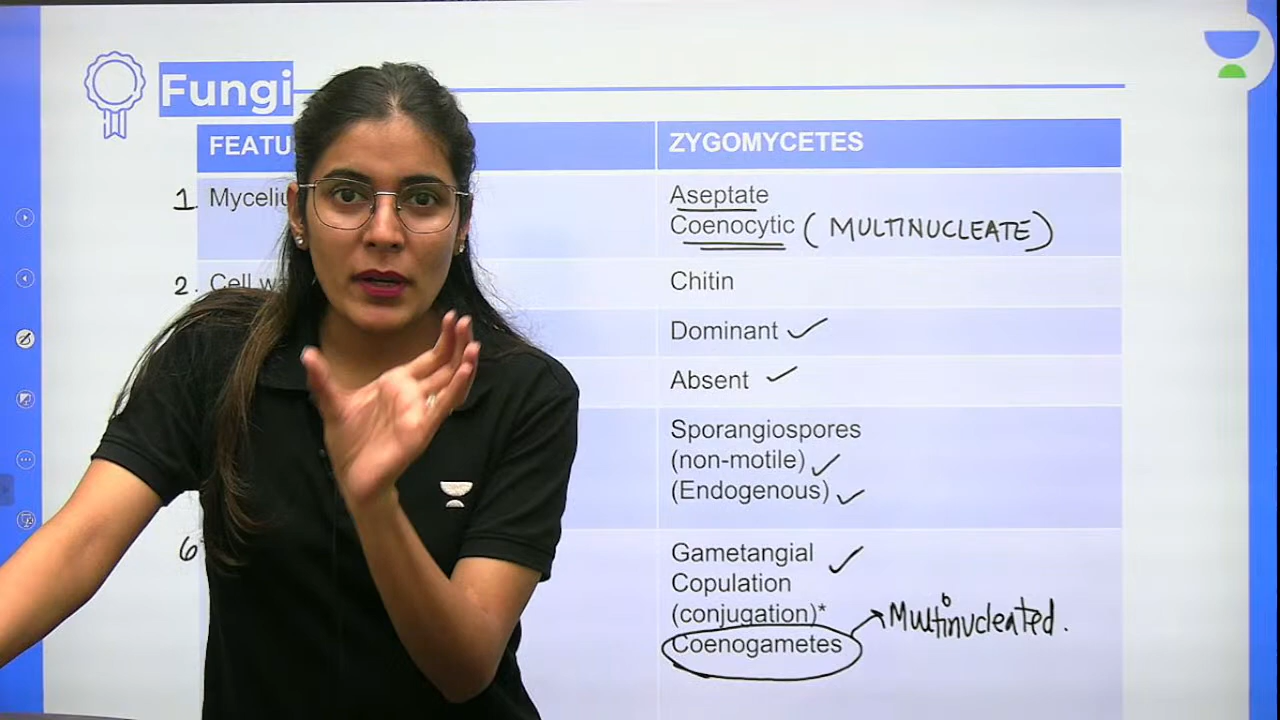 Fungi
FEATU
ZYGOMYCETES
1. Myceliu
Aseptate
Coenocytic (MULTINUCLEATE)
2. Cell w
Chitin
Dominant
Absent
Sporangiospores
(non-motile)
(Endogenous)
6
Gametangial
Copulation
(conjugation)*
Coenogametes
Multinucleated.